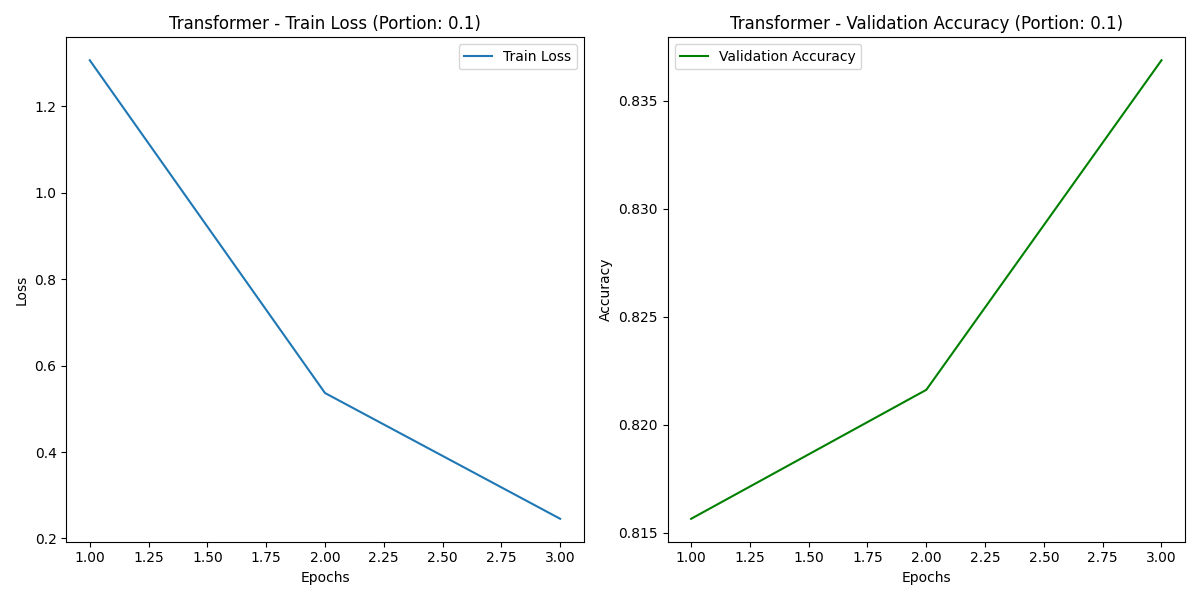 Transformer - Train Loss (Portion: 0.1)
Train Loss
1.2
1.0
0.8
0.6
0.4
0.2
Loss
1.00 1.25 1.50 1.75 2.00 2.25 2.50 2.75 3.00
Epochs
Transformer - Validation Accuracy (Portion: 0.1)
Validation Accuracy
0.835
0.830
0.825
0.820
0.815
Accuracy
1.00 1.25 1.50 1.75 2.00 2.25 2.50 2.75 3.00
Epochs